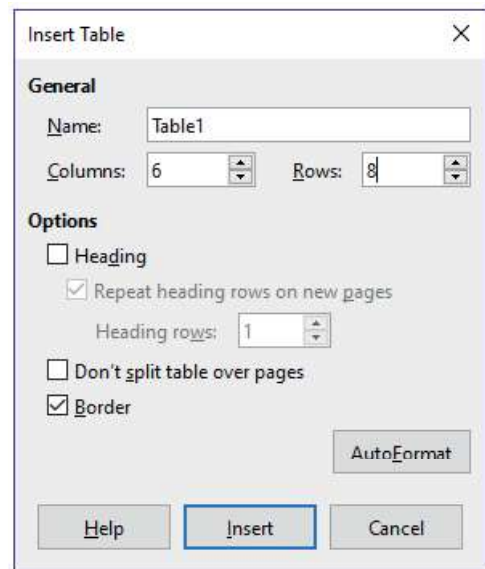 Insert Table
General
Name: Table1
Columns: 6 Rows: 8
Options
Heading
Repeat heading rows on new pages
Heading rows: 1
Don't split table over pages
Border
AutoFormat
Help Insert Cancel